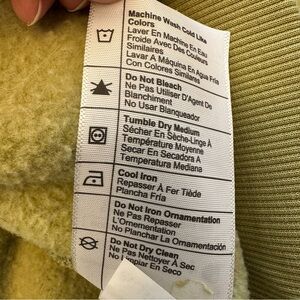 Machine Wash Cold Like
Colors
Laver En Machine En Eau
Froide Avec Des Couleurs
Similaires
Lavar A Máquina En Agua Fria
Con Colores Similares
Do Not Bleach
Ne Pas Utiliser D'Agent De
Blanchiment
No Usar Blanqueador
Tumble Dry Medium
Sécher En Sèche-Linge À
Température Moyenne
Secar En Secadora A
Temperatura Mediana
Cool Iron
Repasser À Fer Tiède
Plancha Frio
Do Not Iron Ornamentation
Ne Pas Repasser
L'Ornementation
No Planchar La Ornamentación
Do Not Dry Clean
Ne Pas Nettoyer À Sec
No Limpiar En Seco